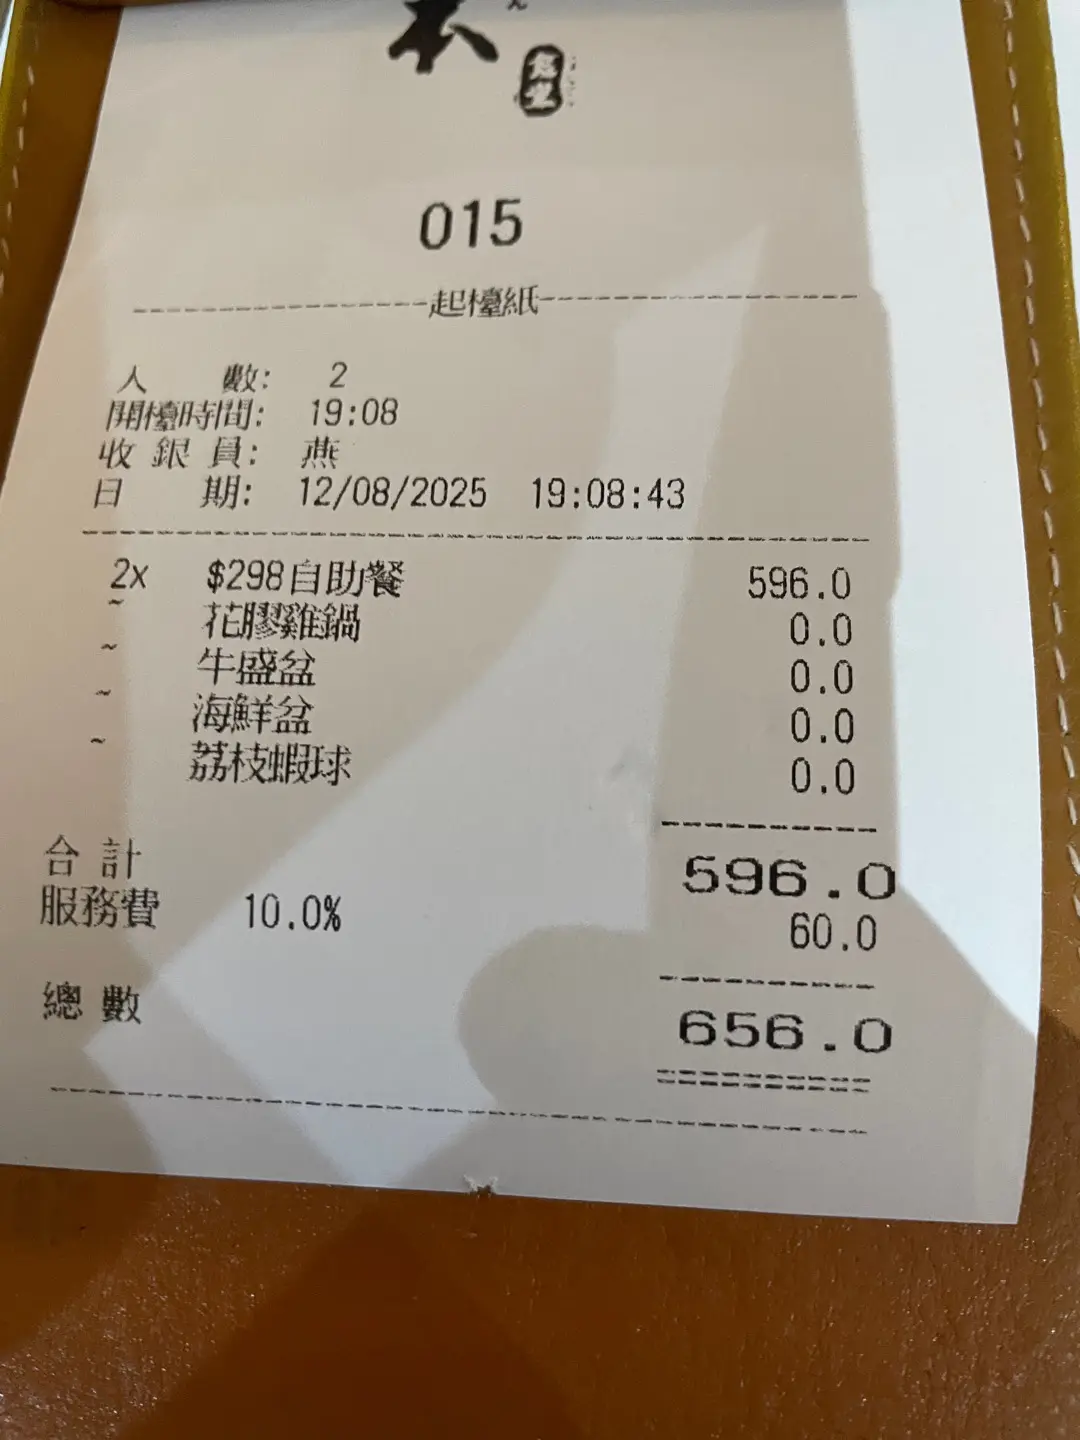 食堂
015
起檯紙
人 數: 2
開檯時間: 19:08
收銀員: 燕
日 期: 12/08/2025 19:08:43
2x $298自助餐 596.0
~ 花膠雞鍋 0.0
~ 牛盛盆 0.0
~ 海鮮盆 0.0
~ 荔枝蝦球 0.0
合計 596.0
服務費 10.0% 60.0
總數 656.0